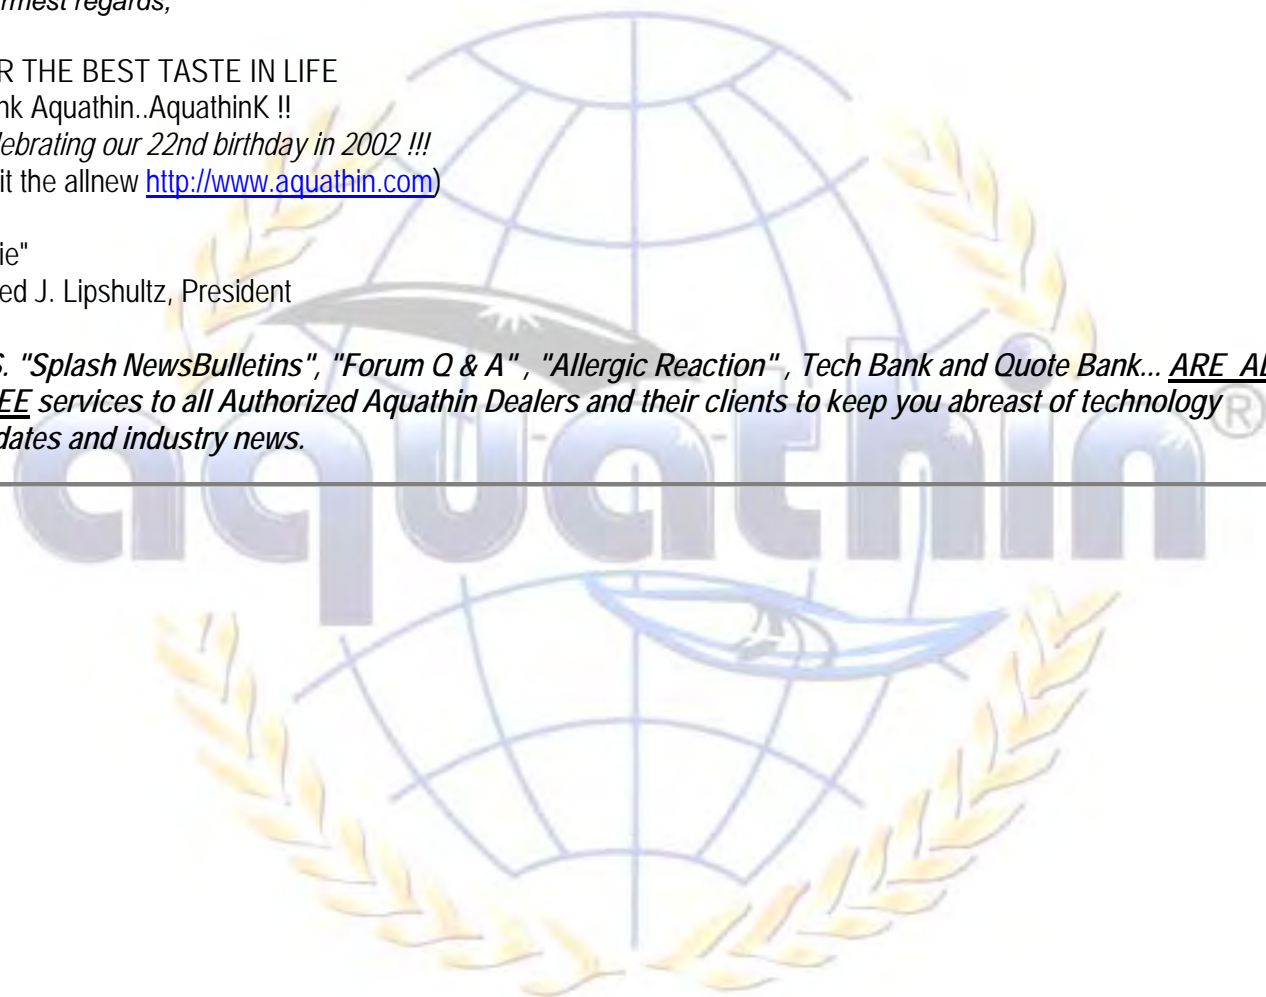 rmest regards,
R THE BEST TASTE IN LIFE
nk Aquathin..AquathinK !!
lebrating our 22nd birthday in 2002 !!!
it the allnew http://www.aquathin.com)
ie"
ed J. Lipshultz, President
S. "Splash NewsBulletins", "Forum Q & A" , "Allergic Reaction" , Tech Bank and Quote Bank... ARE AL
EE services to all Authorized Aquathin Dealers and their clients to keep you abreast of technology
dates and industry news.
aquathin®